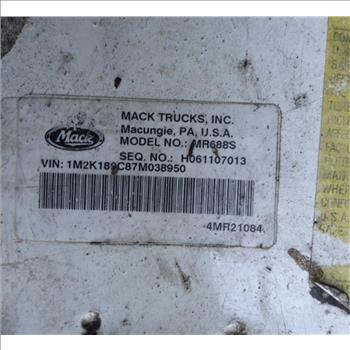 MACK TRUCKS, INC.
Macungie, PA, U.S.A.
Mack
MODEL NO.: MR688S
SEQ. NO.: H061107013
VIN: 1M2K189C87M038950
4MR21084